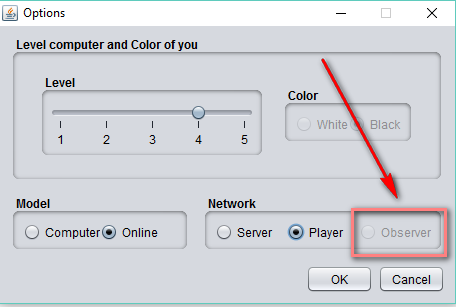 Options
Level computer and Color of you
Level
1 2 3 4 5
Color
White Black
Model
Computer Online
Network
Server Player Observer
OK Cancel